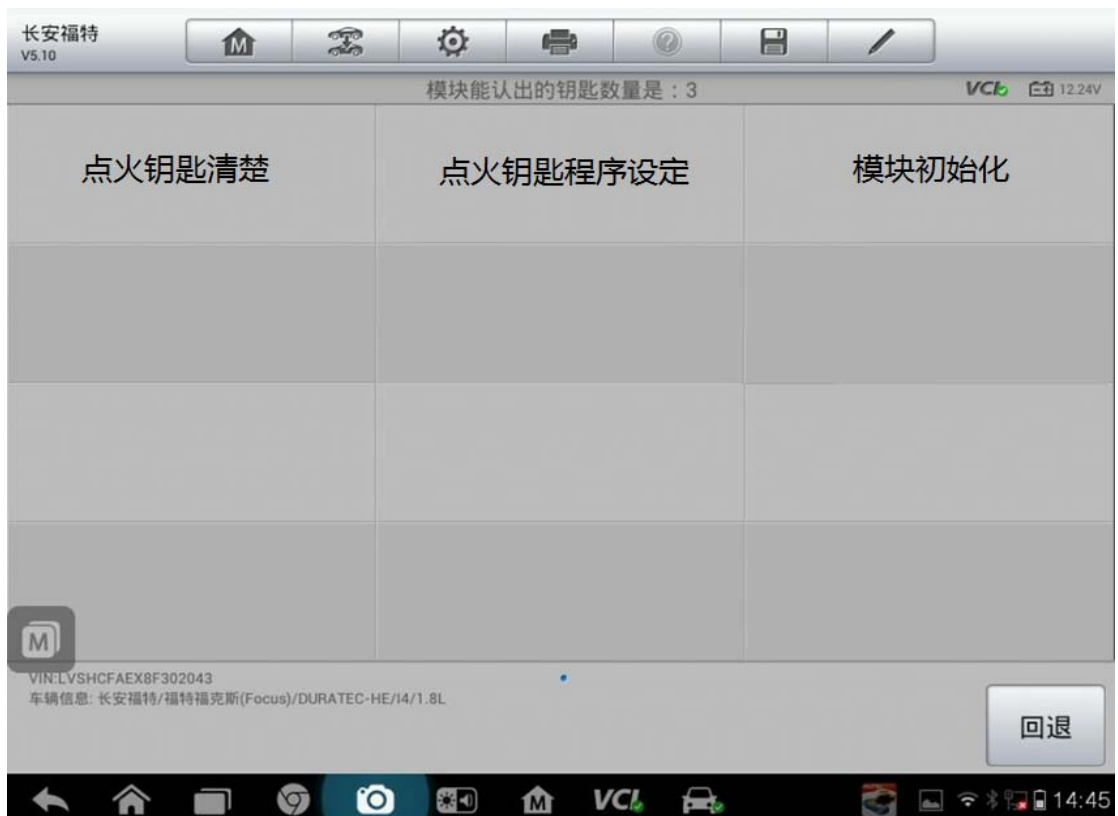 长安福特
V5.10
M
模块能认出的钥匙数量是：3
VCI
12.24V
点火钥匙清楚
点火钥匙程序设定
模块初始化
M
VIN:LVSHCFAEX8F302043
车辆信息: 长安福特/福特福克斯(Focus)/DURATEC-HE/I4/1.8L
回退
M
VCI
14:45